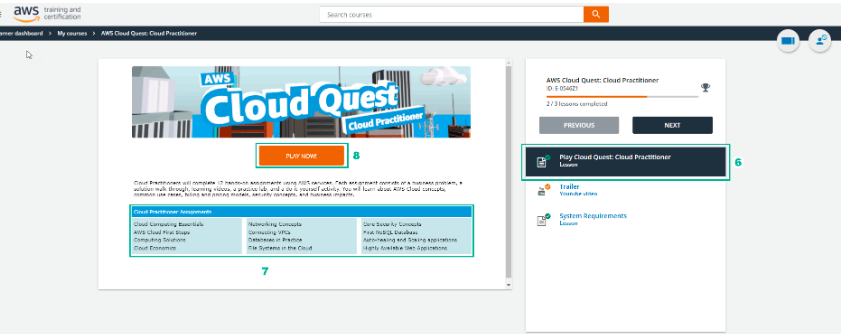 aws training and certification
Search courses
arner dashboard > My courses > AWS Cloud Quest: Cloud Practitioner
AWS
Cloud Quest
Cloud Practitioner
PLAY NOW!
8
Cloud Practitioners will complete 12 hands-on assignments using AWS services. Each assignment consists of a business problem, a
solution walk through, learning videos, a practice lab, and a do it yourself activity. You will learn about AWS Cloud concepts,
common use cases, billing and pricing models, security concepts, and business impacts.
Cloud Practitioner Assignments
Cloud Computing Essentials
AWS Cloud First Steps
Computing Solutions
Cloud Economics
Networking Concepts
Connecting VPCs
Databases in Practice
File Systems in the Cloud
Core Security Concepts
First NoSQL Database
Auto-healing and Scaling applications
Highly Available Web Applications
7
AWS Cloud Quest: Cloud Practitioner
ID: E-0546Z1
2 / 3 lessons completed
PREVIOUS
NEXT
Play Cloud Quest: Cloud Practitioner
Lesson
6
Trailer
Youtube video
System Requirements
Lesson